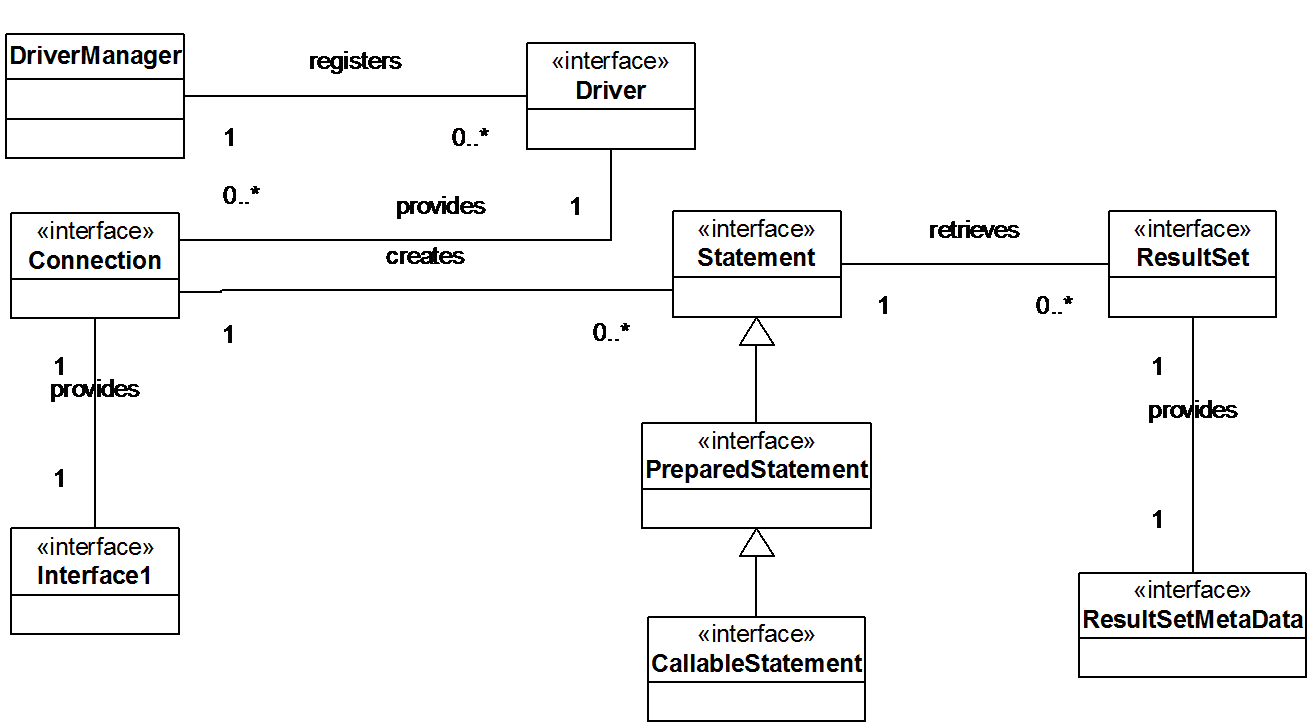 DriverManager
registers
«interface»
Driver
1
0..*
0..*
provides
1
«interface»
Connection
creates
«interface»
Statement
retrieves
«interface»
ResultSet
1
0..*
1
0..*
1
provides
1
provides
«interface»
PreparedStatement
1
1
«interface»
Interface1
«interface»
ResultSetMetaData
«interface»
CallableStatement